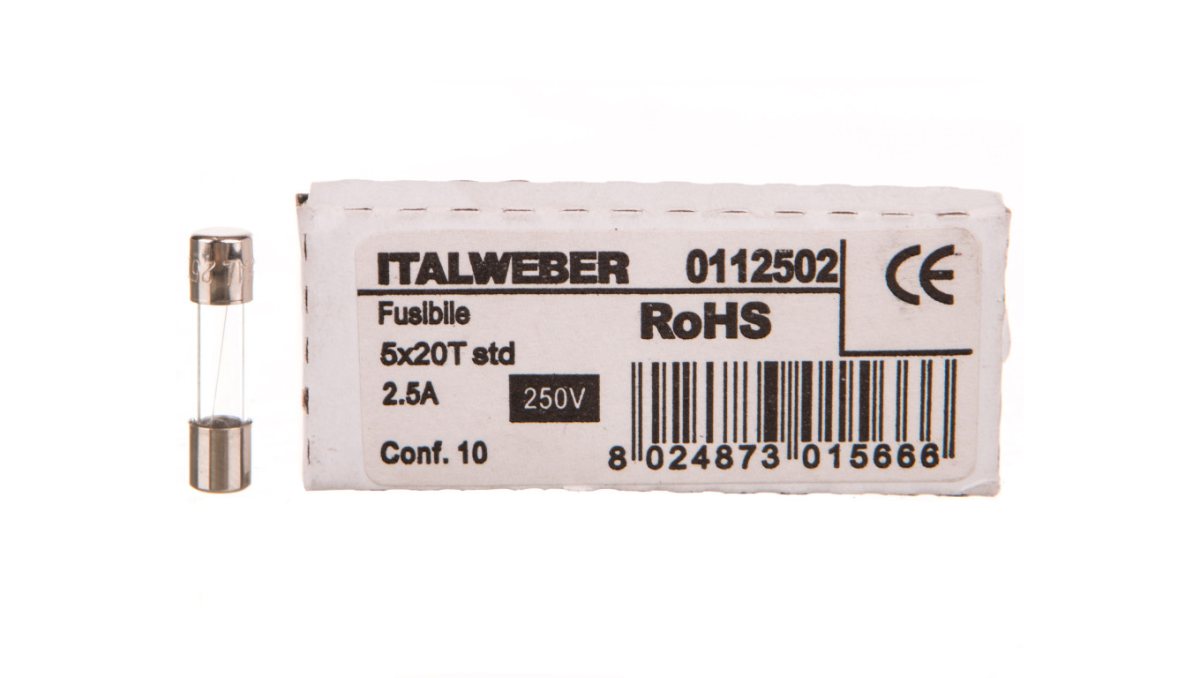 ITALWEBER 0112502
CE
Fusibile
RoHS
5x20T std
2.5A
250V
Conf. 10
8 024873 015666